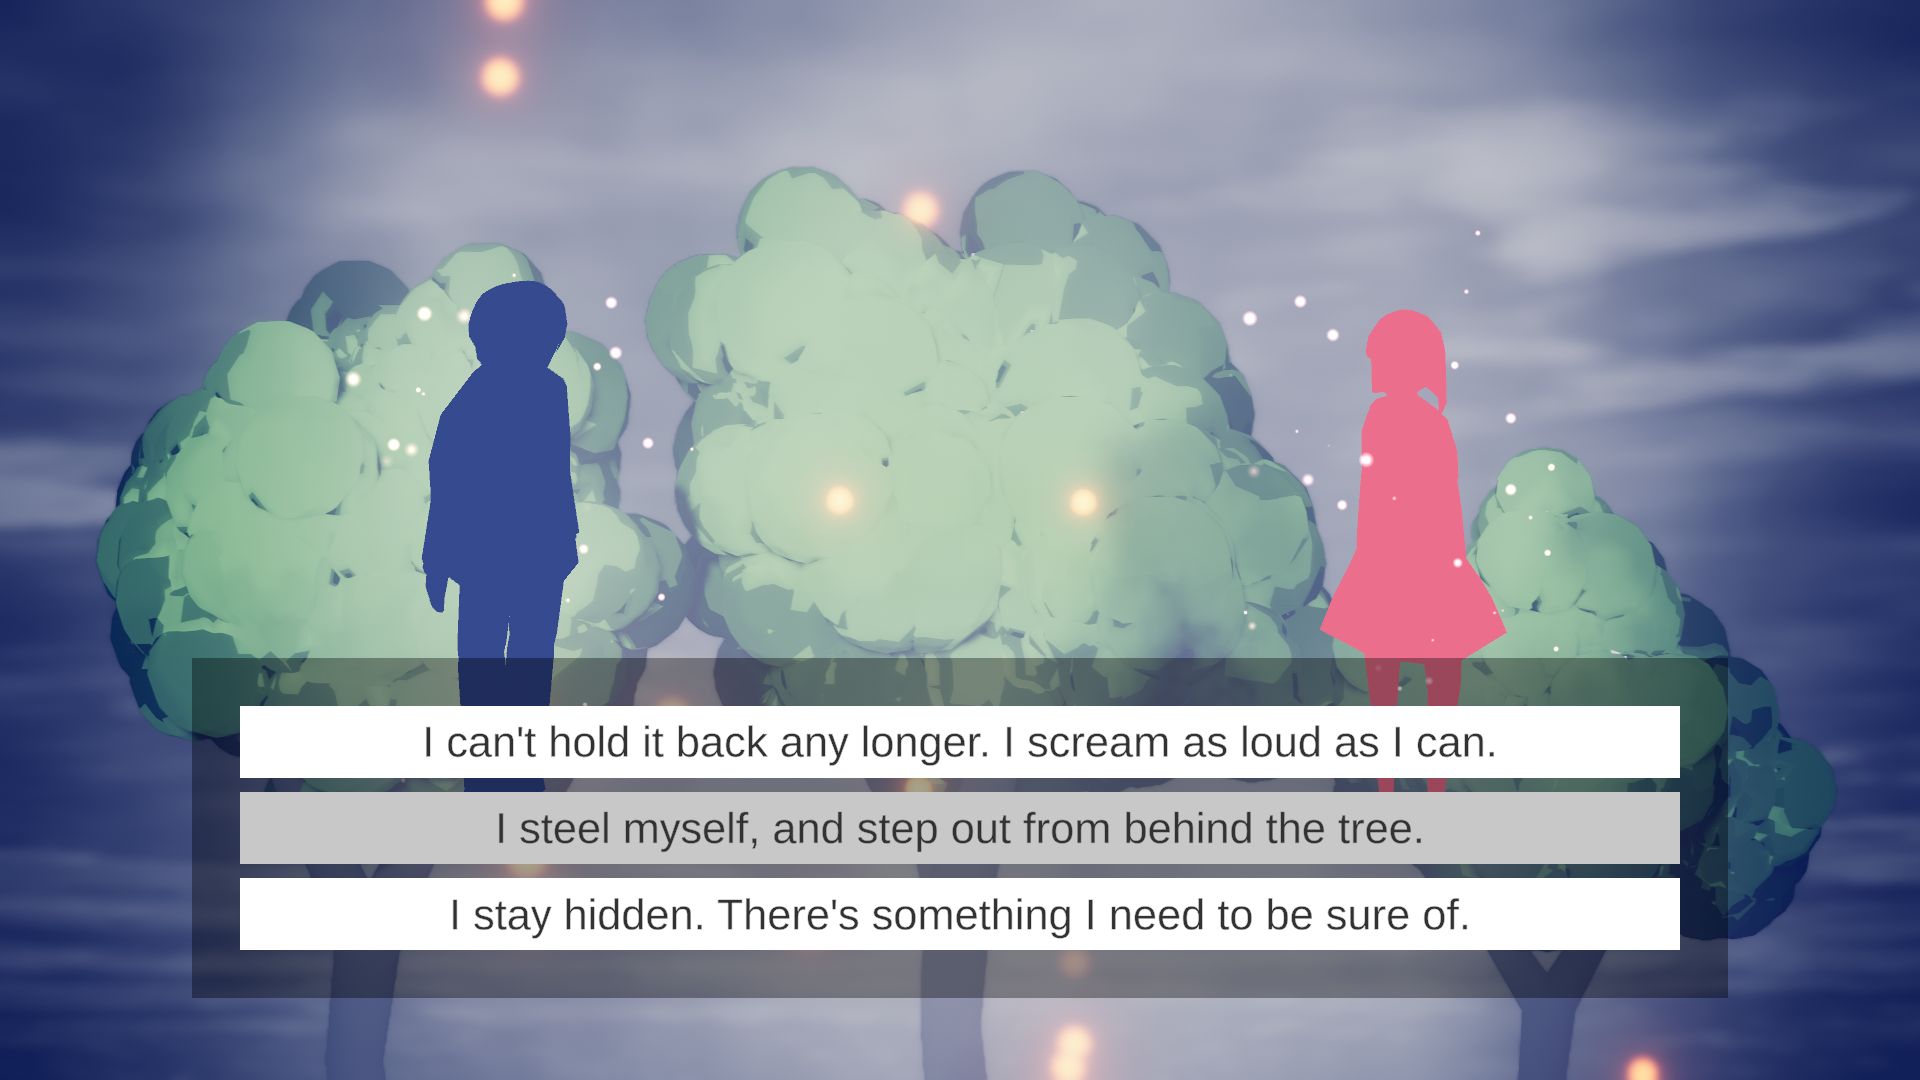 I can't hold it back any longer. I scream as loud as I can.
I steel myself, and step out from behind the tree.
I stay hidden. There's something I need to be sure of.